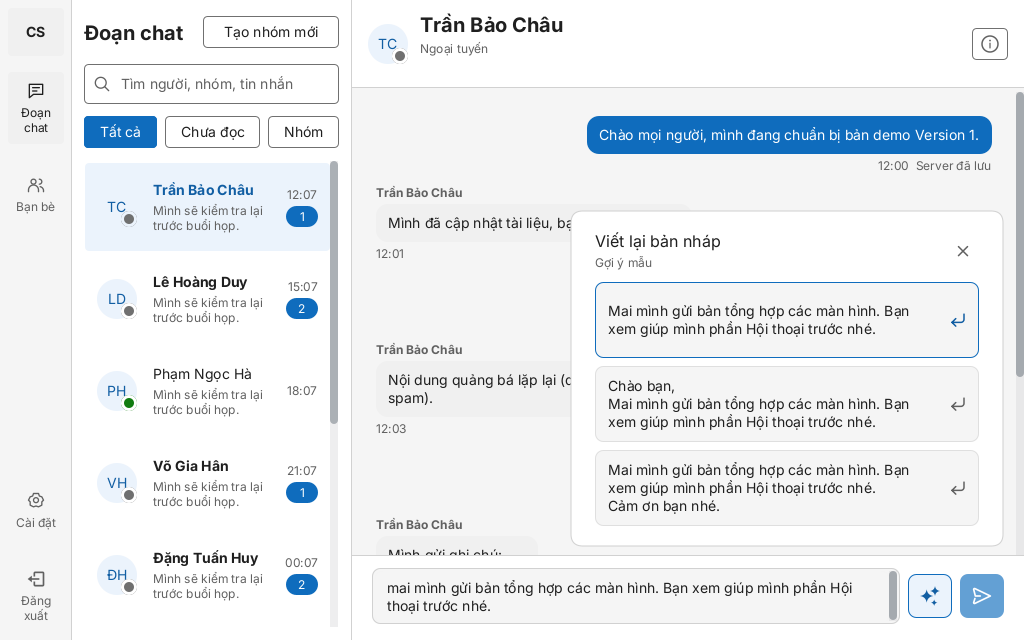 CS
Đoạn chat
Bạn bè
Cài đặt
Đăng xuất
Đoạn chat
Tạo nhóm mới
Tìm người, nhóm, tin nhắn
Tất cả
Chưa đọc
Nhóm
TC
Trần Bảo Châu
12:07
Mình sẽ kiểm tra lại
trước buổi họp.
1
LD
Lê Hoàng Duy
15:07
Mình sẽ kiểm tra lại
trước buổi họp.
2
PH
Phạm Ngọc Hà
18:07
Mình sẽ kiểm tra lại
trước buổi họp.
VH
Võ Gia Hân
21:07
Mình sẽ kiểm tra lại
trước buổi họp.
1
ĐH
Đặng Tuấn Huy
00:07
Mình sẽ kiểm tra lại
trước buổi họp.
2
TC
Trần Bảo Châu
Ngoại tuyến
Chào mọi người, mình đang chuẩn bị bản demo Version 1.
12:00 Server đã lưu
Trần Bảo Châu
Mình đã cập nhật tài liệu,
12:01
Trần Bảo Châu
Nội dung quảng bá lặp lại
spam).
12:03
Trần Bảo Châu
Mình gửi ghi chú:
Viết lại bản nháp
Gợi ý mẫu
Mai mình gửi bản tổng hợp các màn hình. Bạn
xem giúp mình phần Hội thoại trước nhé.
Chào bạn,
Mai mình gửi bản tổng hợp các màn hình. Bạn
xem giúp mình phần Hội thoại trước nhé.
Mai mình gửi bản tổng hợp các màn hình. Bạn
xem giúp mình phần Hội thoại trước nhé.
Cảm ơn bạn nhé.
mai mình gửi bản tổng hợp các màn hình. Bạn xem giúp mình phần Hội
thoại trước nhé.